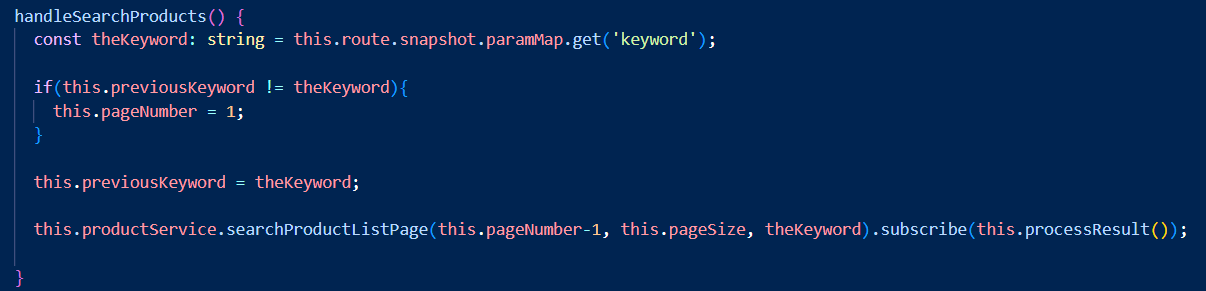 handleSearchProducts() {
const theKeyword: string = this.route.snapshot.paramMap.get('keyword');
if(this.previousKeyword != theKeyword){
this.pageNumber = 1;
}
this.previousKeyword = theKeyword;
this.productService.searchProductListPage(this.pageNumber-1, this.pageSize, theKeyword).subscribe(this.processResult());
}